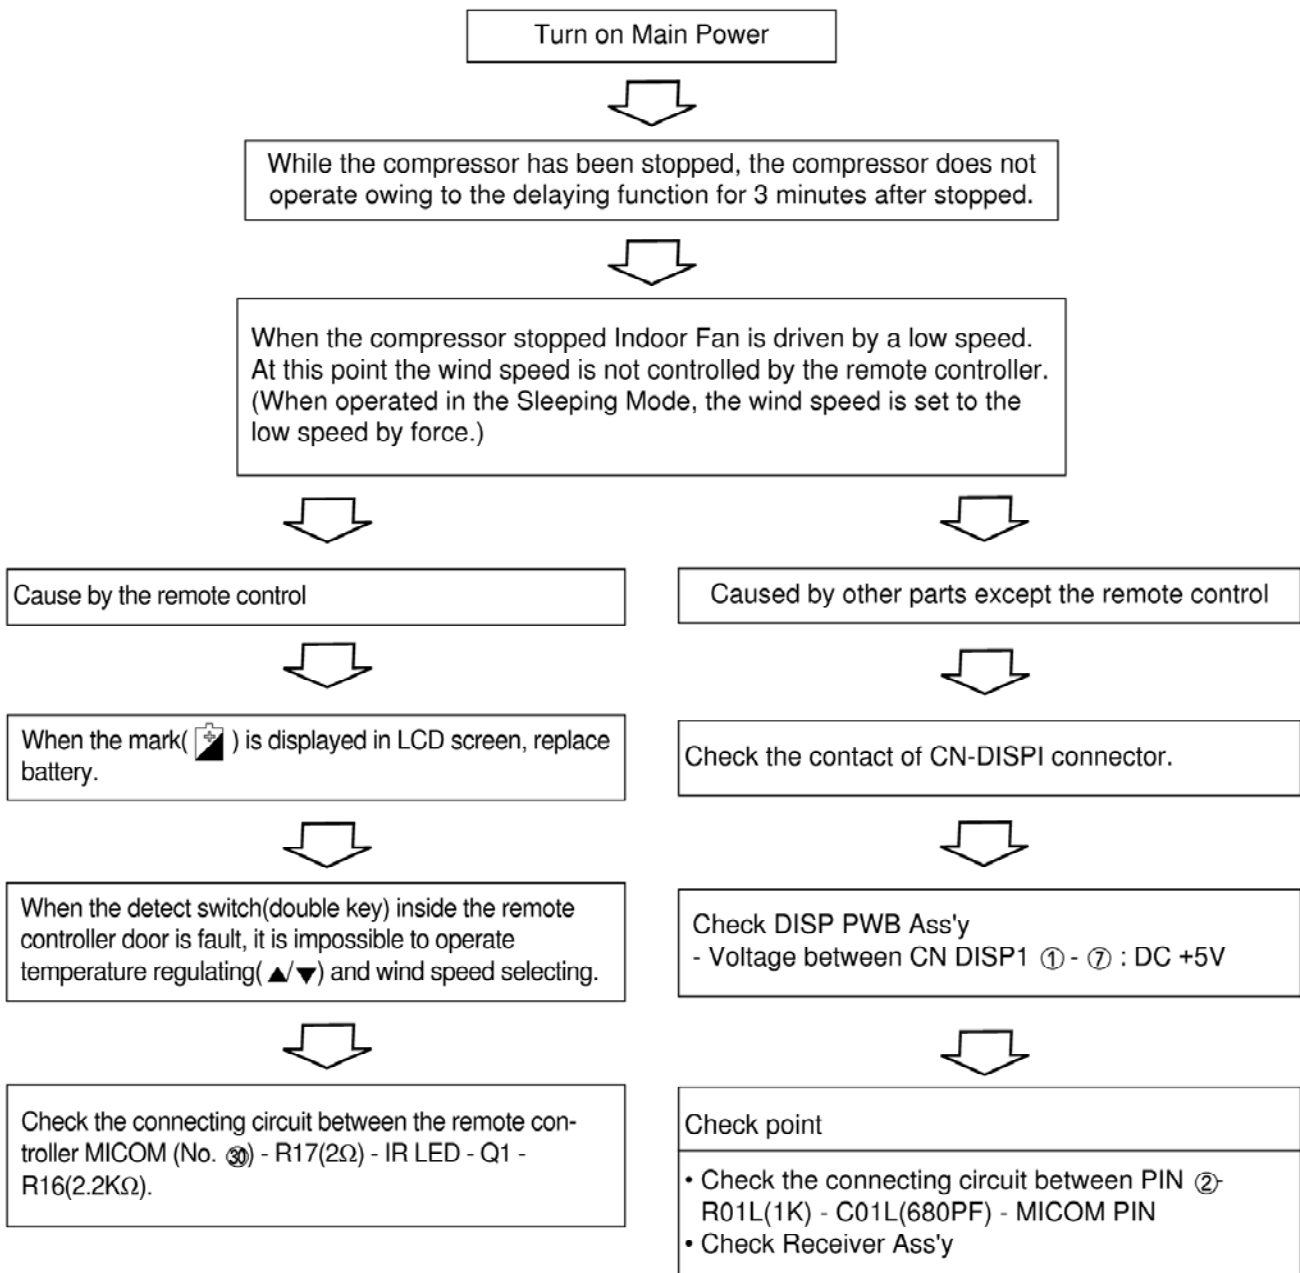 Turn on Main Power
While the compressor has been stopped, the compressor does not
operate owing to the delaying function for 3 minutes after stopped.
When the compressor stopped Indoor Fan is driven by a low speed.
At this point the wind speed is not controlled by the remote controller.
(When operated in the Sleeping Mode, the wind speed is set to the
low speed by force.)
Cause by the remote control
When the mark( ) is displayed in LCD screen, replace
battery.
When the detect switch(double key) inside the remote
controller door is fault, it is impossible to operate
temperature regulating( ▲/▼) and wind speed selecting.
Check the connecting circuit between the remote con-
troller MICOM (No. ㉚) - R17(2Ω) - IR LED - Q1 -
R16(2.2KΩ).
Caused by other parts except the remote control
Check the contact of CN-DISPI connector.
Check DISP PWB Ass'y
- Voltage between CN DISP1 ① - ⑦ : DC +5V
Check point
• Check the connecting circuit between PIN ②-
R01L(1K) - C01L(680PF) - MICOM PIN
• Check Receiver Ass'y